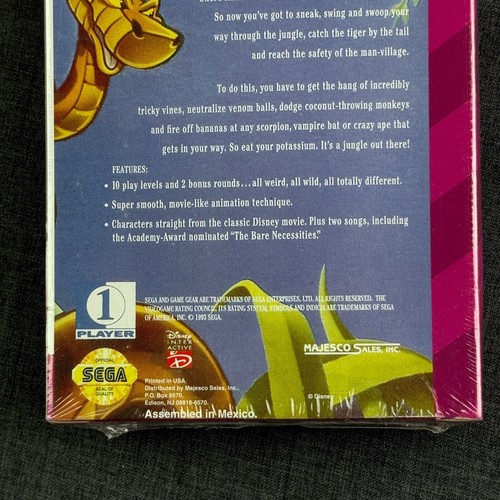 So now you've got to sneak, swing and swoop your
way through the jungle, catch the tiger by the tail
and reach the safety of the man-village.
To do this, you have to get the hang of incredibly
tricky vines, neutralize venom balls, dodge coconut-throwing monkeys
and fire off bananas at any scorpion, vampire bat or crazy ape that
gets in your way. So eat your potassium. It's a jungle out there!
FEATURES:
• 10 play levels and 2 bonus rounds...all weird, all wild, all totally different.
• Super smooth, movie-like animation technique.
• Characters straight from the classic Disney movie. Plus two songs, including
the Academy-Award nominated "The Bare Necessities."
1
PLAYER
SEGA AND GAME GEAR ARE TRADEMARKS OF SEGA ENTERPRISES, LTD. ALL RIGHTS RESERVED. THE
VIDEOGAME RATING COUNCIL, ITS RATING SYSTEM, SYMBOLS AND INDICIA ARE TRADEMARKS OF SEGA
OF AMERICA, INC. © 1993 SEGA.
DISNEY
INTER
ACTIVE
D
MAJESCO SALES, INC.
OFFICIAL
SEGA
SEAL OF
QUALITY
Printed in USA.
Distributed by Majesco Sales, Inc.,
P.O. Box 6570.
Edison, NJ 08818-6570.
Assembled in Mexico.
© Disney